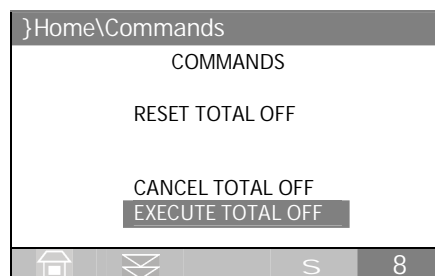 }Home\Commands
COMMANDS
RESET TOTAL OFF
CANCEL TOTAL OFF
EXECUTE TOTAL OFF
S 8